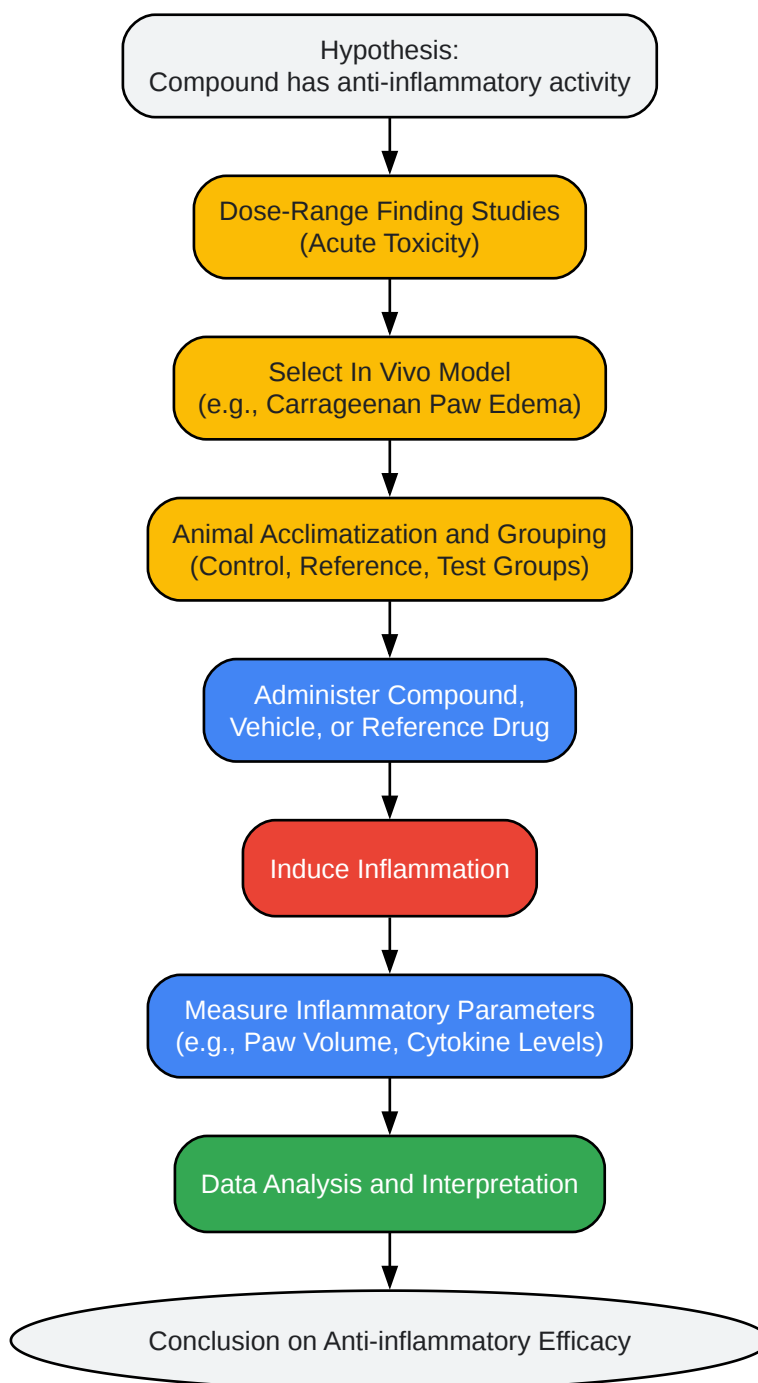 Hypothesis:
Compound has anti-inflammatory activity
Dose-Range Finding Studies
(Acute Toxicity)
Select In Vivo Model
(e.g., Carrageenan Paw Edema)
Animal Acclimatization and Grouping
(Control, Reference, Test Groups)
Administer Compound,
Vehicle, or Reference Drug
Induce Inflammation
Measure Inflammatory Parameters
(e.g., Paw Volume, Cytokine Levels)
Data Analysis and Interpretation
Conclusion on Anti-inflammatory Efficacy